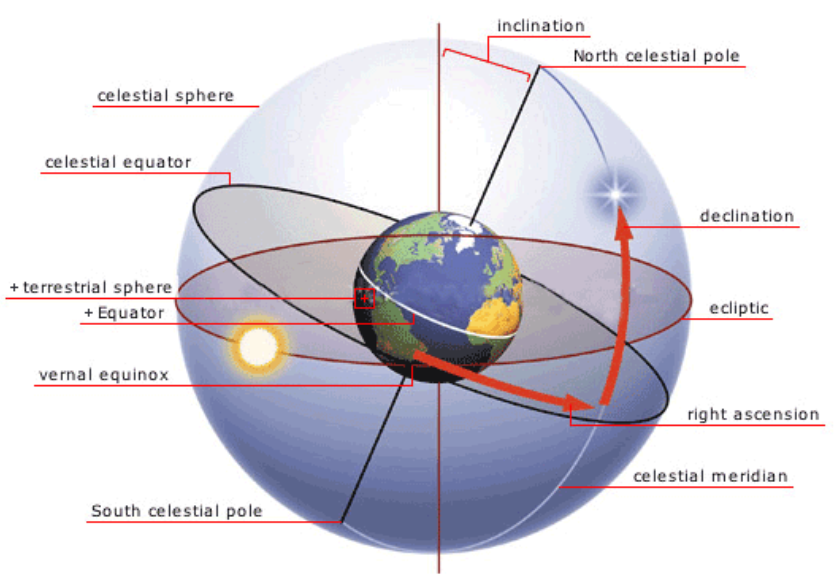 inclination
North celestial pole
celestial sphere
celestial equator
declination
+ terrestrial sphere
+ Equator
ecliptic
vernal equinox
right ascension
celestial meridian
South celestial pole